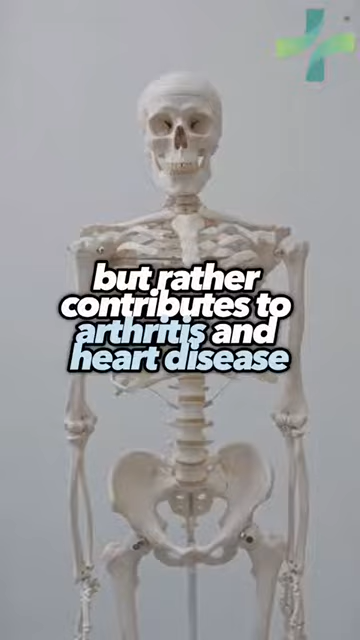 but rather
contributes to
arthritis and
heart disease